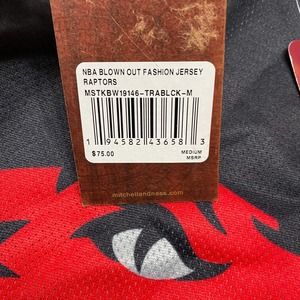 NBA BLOWN OUT FASHION JERSEY
RAPTORS
MSTKBW19146-TRABLCK-M
1 94582 43658 3
$75.00
MEDIUM
MSRP
mitchellandness.com